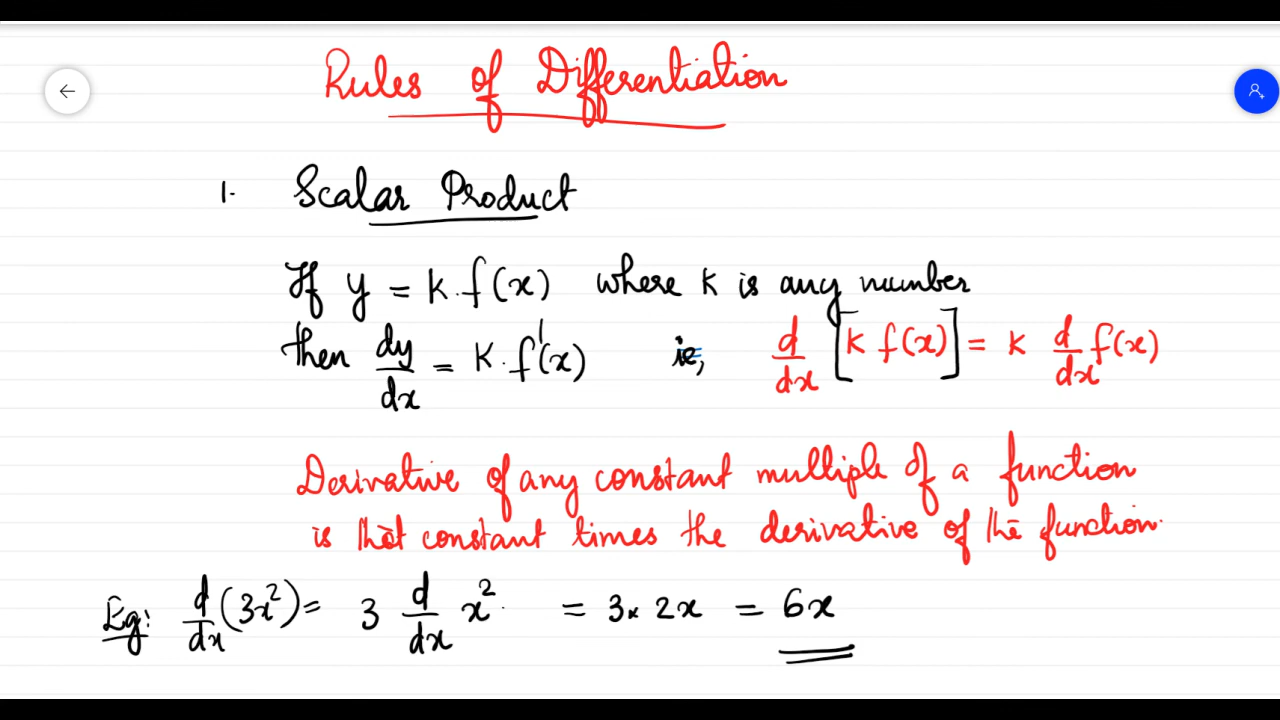 Rules of Differentiation
1. Scalar Product
If y = k.f(x) where k is any number
then dy/dx = k.f'(x) ie, d/dx [k f(x)] = k d/dx f(x)
Derivative of any constant multiple of a function
is that constant times the derivative of the function.
Eg: d/dx (3x²) = 3 d/dx x² = 3 × 2x = 6x